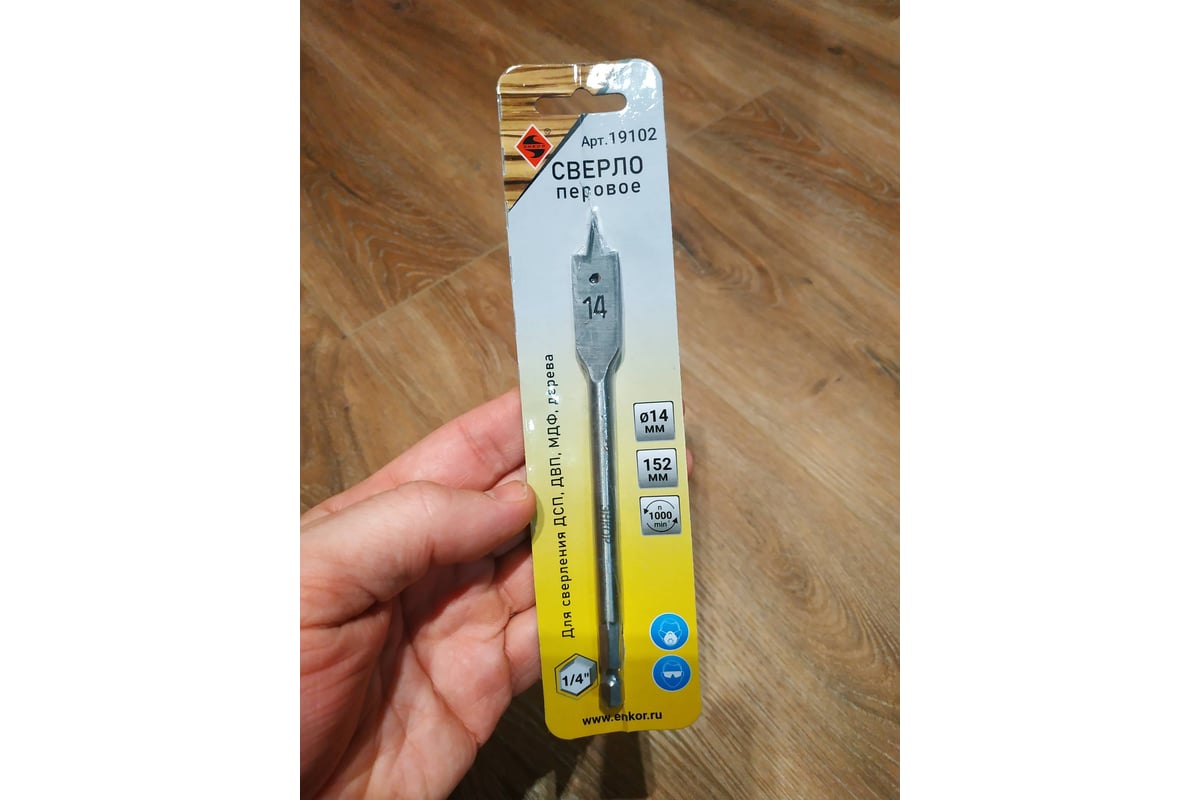 ENKOR
®
Арт.19102
СВЕРЛО
перовое
14
Для сверления ДСП, ДВП, МДФ, дерева
ø14
мм
152
мм
n
1000
min
1/4"
www.enkor.ru